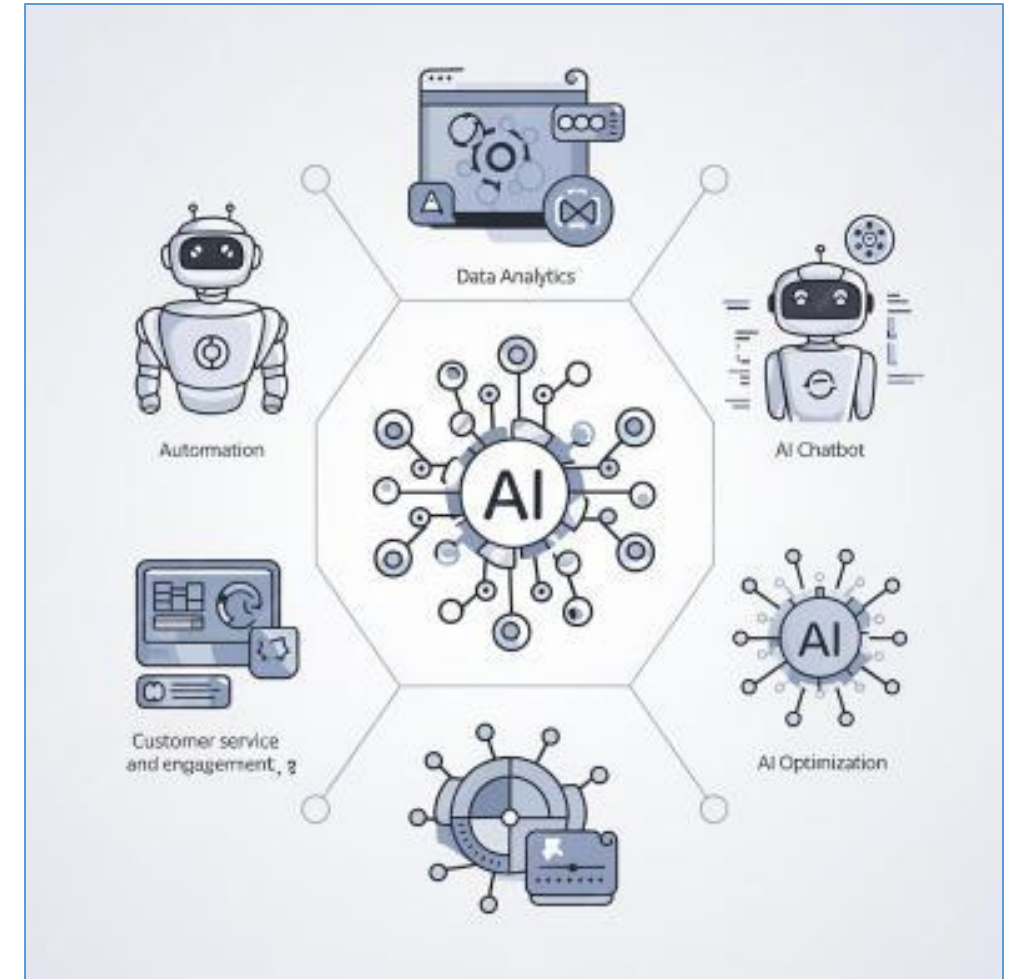 Data Analytics
Automation
AI
AI Chatbot
AI
Customer service
and engagement,
AI Optimization